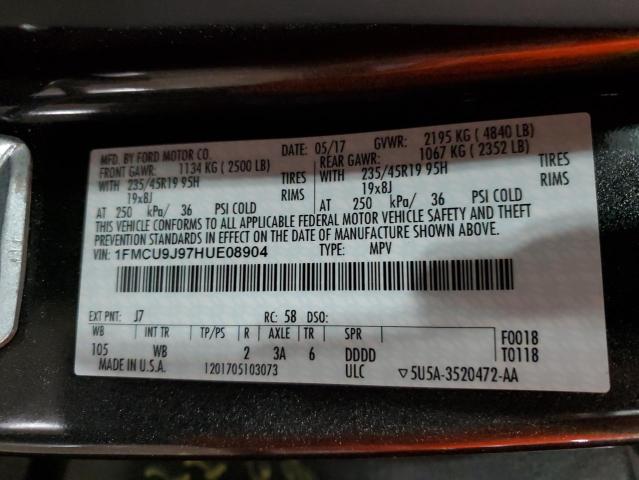 MFD. BY FORD MOTOR CO. DATE: 05/17 GVWR: 2195 KG ( 4840 LB)
FRONT GAWR: 1134 KG ( 2500 LB) REAR GAWR: 1067 KG ( 2352 LB)
WITH 235/45R19 95H TIRES WITH 235/45R19 95H TIRES
19x8J RIMS 19x8J RIMS
AT 250 kPa/ 36 PSI COLD AT 250 kPa/ 36 PSI COLD
THIS VEHICLE CONFORMS TO ALL APPLICABLE FEDERAL MOTOR VEHICLE SAFETY AND THEFT
PREVENTION STANDARDS IN EFFECT ON THE DATE OF MANUFACTURE SHOWN ABOVE.
VIN: 1FMCU9J97HUE08904 TYPE: MPV
EXT PNT: J7 RC: 58 DSO:
WB INT TR TP/PS R AXLE TR SPR F0018
105 WB 2 3A 6 DDDD T0118
MADE IN U.S.A. 1201705103073 ULC ▽5U5A-3520472-AA